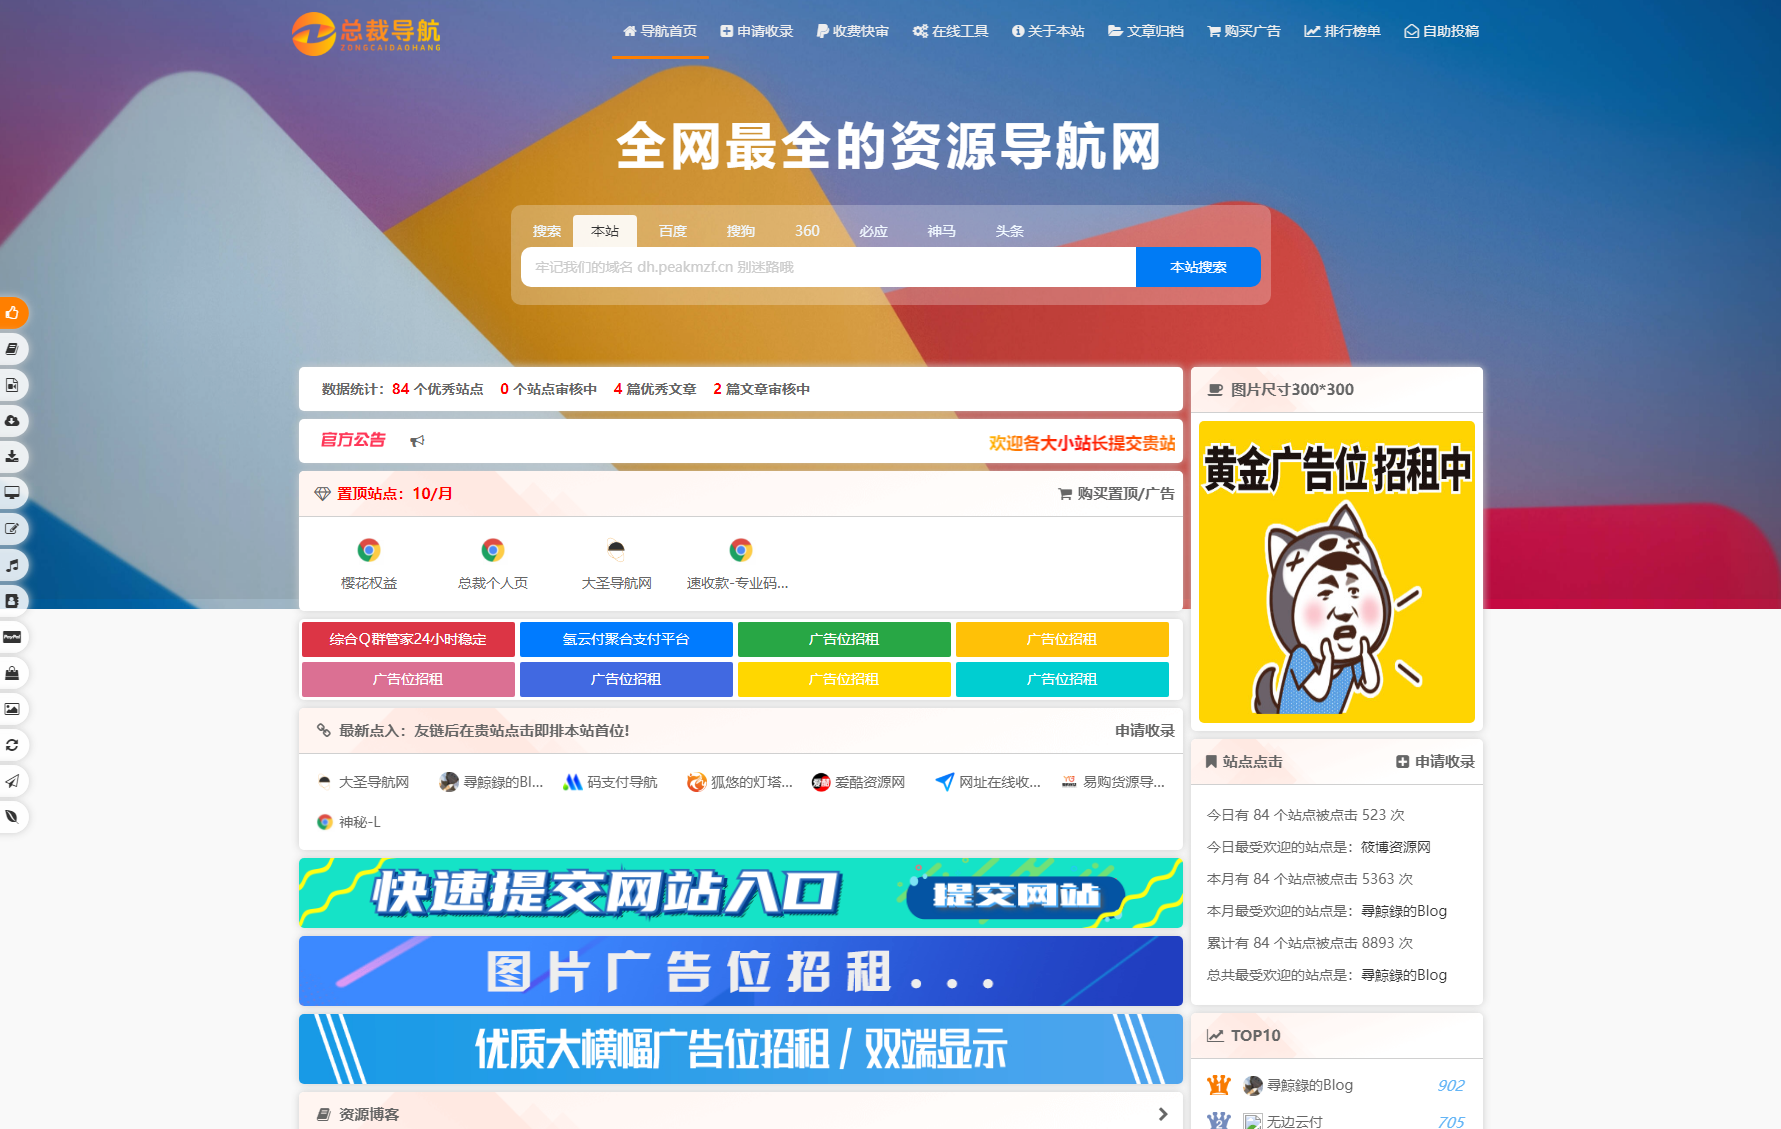 总裁导航
ZONGCAIDAOHANG
导航首页 申请收录 收费快审 在线工具 关于本站 文章归档 购买广告 排行榜单 自助投稿
全网最全的资源导航网
搜索 本站 百度 搜狗 360 必应 神马 头条
牢记我们的域名 dh.peakmzf.cn 别迷路哦 本站搜索
数据统计：84 个优秀站点 0 个站点审核中 4 篇优秀文章 2 篇文章审核中
官方公告 欢迎各大小站长提交贵站
置顶站点：10/月 购买置顶/广告
樱花权益 总裁个人页 大圣导航网 速收款-专业码...
综合Q群管家24小时稳定 氢云付聚合支付平台 广告位招租 广告位招租
广告位招租 广告位招租 广告位招租 广告位招租
最新点入：友链后在贵站点击即排本站首位! 申请收录
大圣导航网 尋鯨錄的Bl... 码支付导航 狐悠的灯塔... 爱酷资源网 网址在线收... 易购货源导...
神秘-L
快速提交网站入口 提交网站
图片广告位招租...
优质大横幅广告位招租 / 双端显示
资源博客
图片尺寸300*300
黄金广告位 招租中
站点点击 申请收录
今日有 84 个站点被点击 523 次
今日最受欢迎的站点是：筱博资源网
本月有 84 个站点被点击 5363 次
本月最受欢迎的站点是：尋鯨錄的Blog
累计有 84 个站点被点击 8893 次
总共最受欢迎的站点是：尋鯨錄的Blog
TOP10
1 尋鯨錄的Blog 902
2 无边云付 705
PayPal